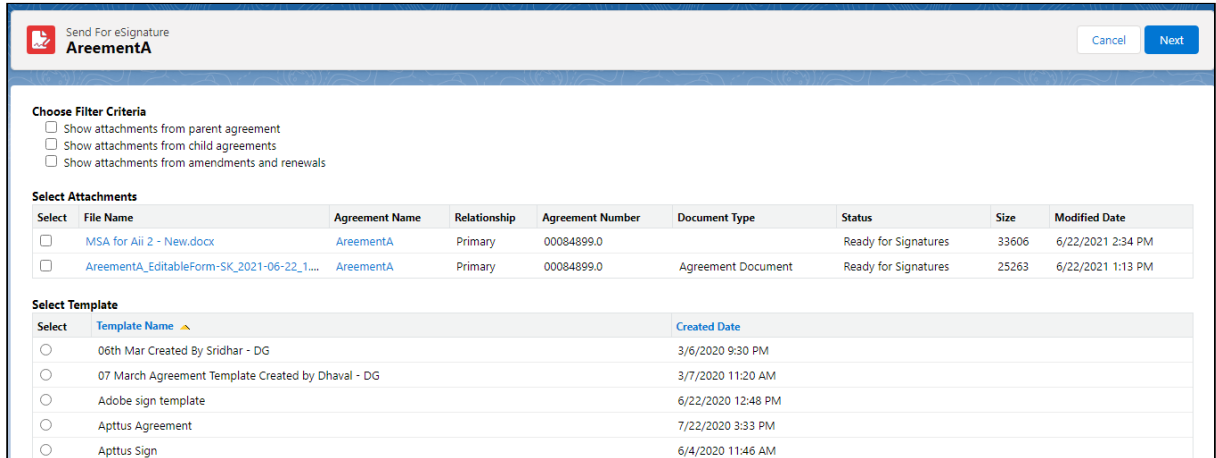 Send For eSignature
AreementA
Cancel
Next
Choose Filter Criteria
Show attachments from parent agreement
Show attachments from child agreements
Show attachments from amendments and renewals
Select Attachments
Select File Name Agreement Name Relationship Agreement Number Document Type Status Size Modified Date
MSA for Aii 2 - New.docx AreementA Primary 00084899.0 Ready for Signatures 33606 6/22/2021 2:34 PM
AreementA_EditableForm-SK_2021-06-22_1.... AreementA Primary 00084899.0 Agreement Document Ready for Signatures 25263 6/22/2021 1:13 PM
Select Template
Select Template Name Created Date
06th Mar Created By Sridhar - DG 3/6/2020 9:30 PM
07 March Agreement Template Created by Dhaval - DG 3/7/2020 11:20 AM
Adobe sign template 6/22/2020 12:48 PM
Apttus Agreement 7/22/2020 3:33 PM
Apttus Sign 6/4/2020 11:46 AM